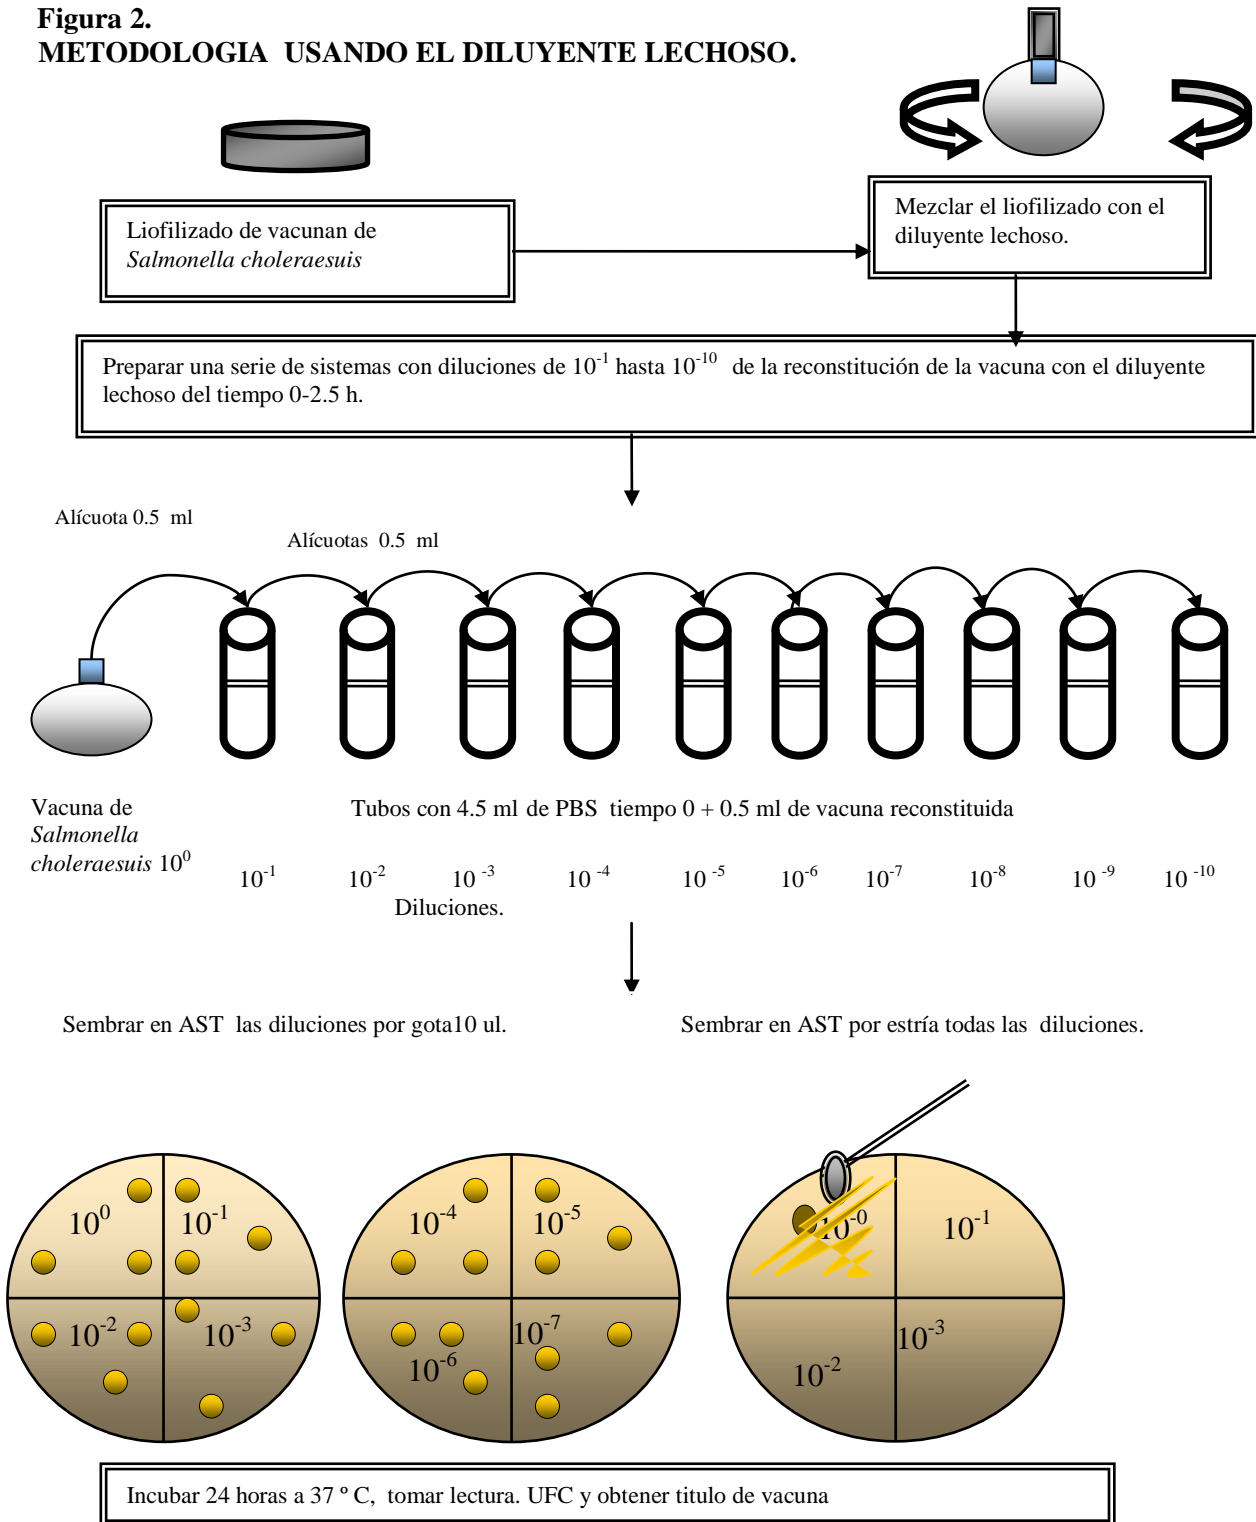 Figura 2.
METODOLOGIA USANDO EL DILUYENTE LECHOSO.
Liofilizado de vacunan de
Salmonella choleraesuis
Mezclar el liofilizado con el
diluyente lechoso.
Preparar una serie de sistemas con diluciones de 10⁻¹ hasta 10⁻¹⁰ de la reconstitución de la vacuna con el diluyente
lechoso del tiempo 0-2.5 h.
Alícuota 0.5 ml
Alícuotas 0.5 ml
Vacuna de
Salmonella
choleraesuis 10⁰
Tubos con 4.5 ml de PBS tiempo 0 + 0.5 ml de vacuna reconstituida
10⁻¹ 10⁻² 10 ⁻³ 10 ⁻⁴ 10 ⁻⁵ 10⁻⁶ 10⁻⁷ 10⁻⁸ 10 ⁻⁹ 10 ⁻¹⁰
Diluciones.
Sembrar en AST las diluciones por gota10 ul.
Sembrar en AST por estría todas las diluciones.
10⁰ 10⁻¹
10⁻² 10⁻³
10⁻⁴ 10⁻⁵
10⁻⁶ 10⁻⁷
10⁻⁰ 10⁻¹
10⁻² 10⁻³
Incubar 24 horas a 37 º C, tomar lectura. UFC y obtener titulo de vacuna